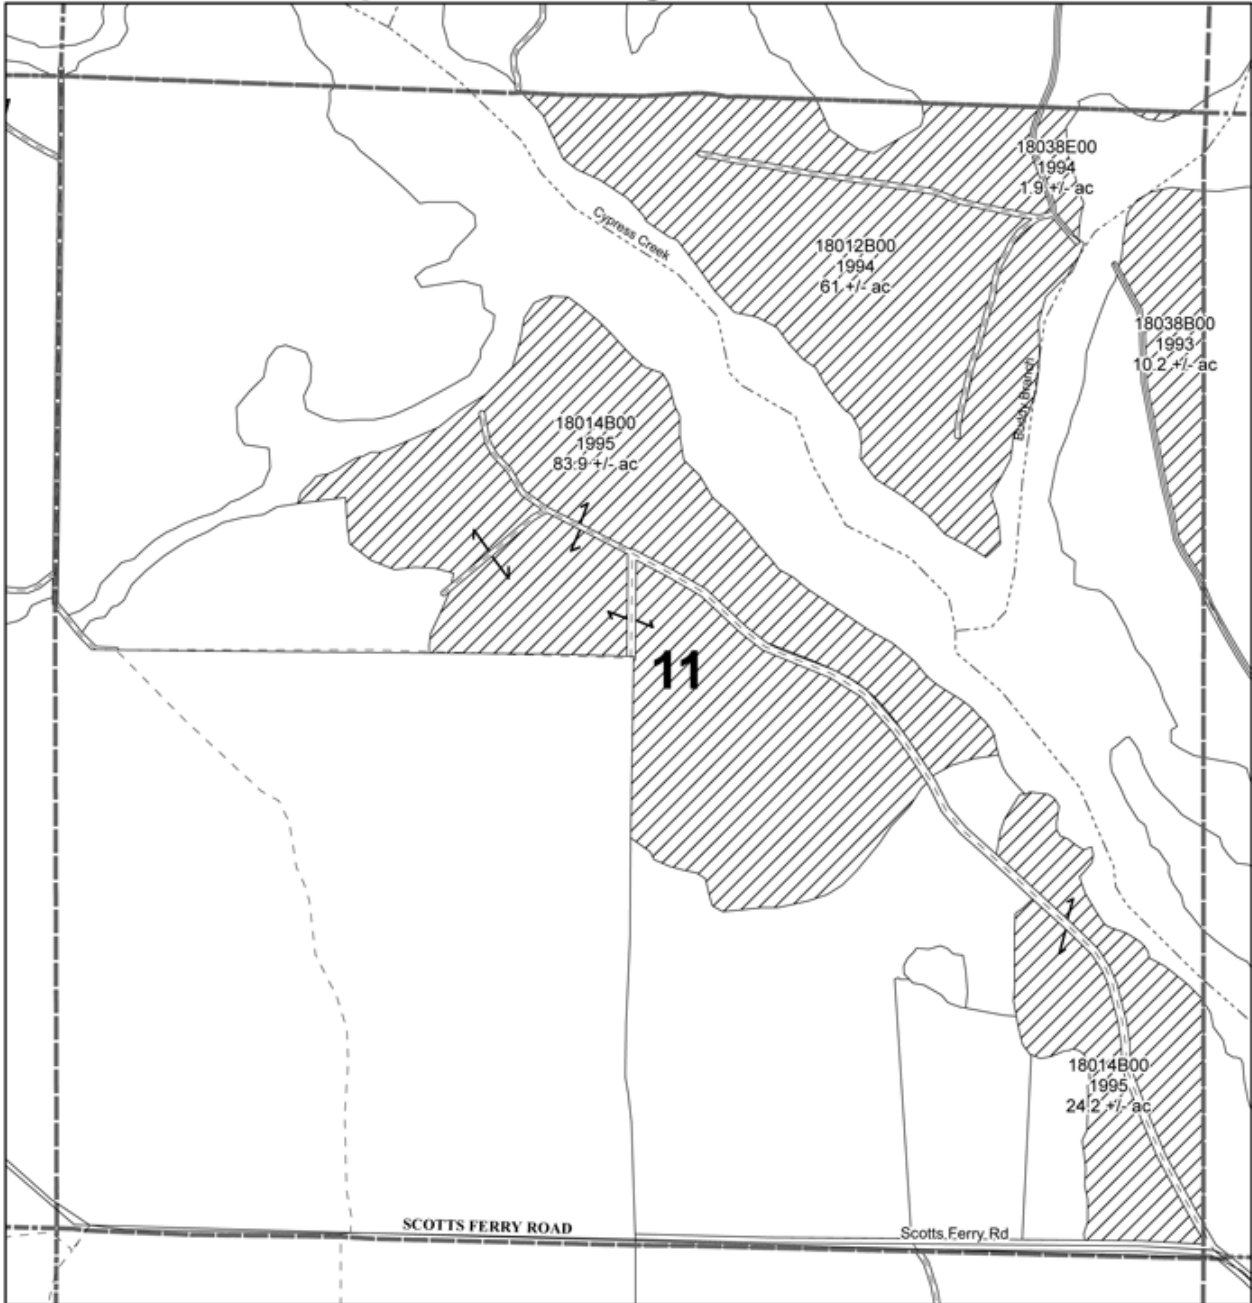 18038E00
1994
1.9 +/- ac
Cypress Creek
18012B00
1994
61 +/- ac
18038B00
1993
10.2 +/- ac
Buddy Branch
18014B00
1995
83.9 +/- ac
11
18014B00
1995
24.2 +/- ac
SCOTTS FERRY ROAD
Scotts Ferry Rd